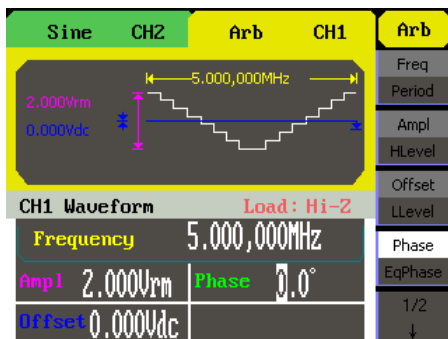 Sine CH2 Arb CH1 Arb
5.000,000MHz
2.000Vrm
0.000Vdc
CH1 Waveform Load: Hi-Z
Frequency 5.000,000MHz
Ampl 2.000Vrm Phase 0.0°
Offset 0.000Vdc
Freq
Period
Ampl
HLevel
Offset
LLevel
Phase
EqPhase
1/2
↓